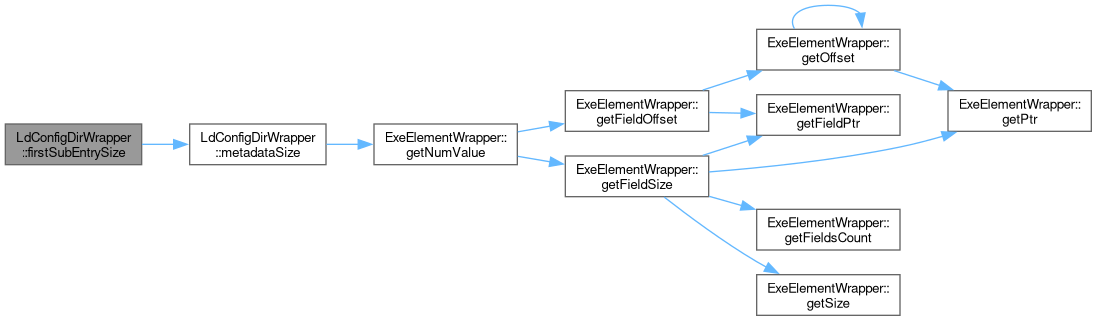 LdConfigDirWrapper
::firstSubEntrySize
LdConfigDirWrapper
::metadataSize
ExeElementWrapper::
getNumValue
ExeElementWrapper::
getFieldOffset
ExeElementWrapper::
getFieldSize
ExeElementWrapper::
getOffset
ExeElementWrapper::
getFieldPtr
ExeElementWrapper::
getFieldsCount
ExeElementWrapper::
getSize
ExeElementWrapper::
getPtr